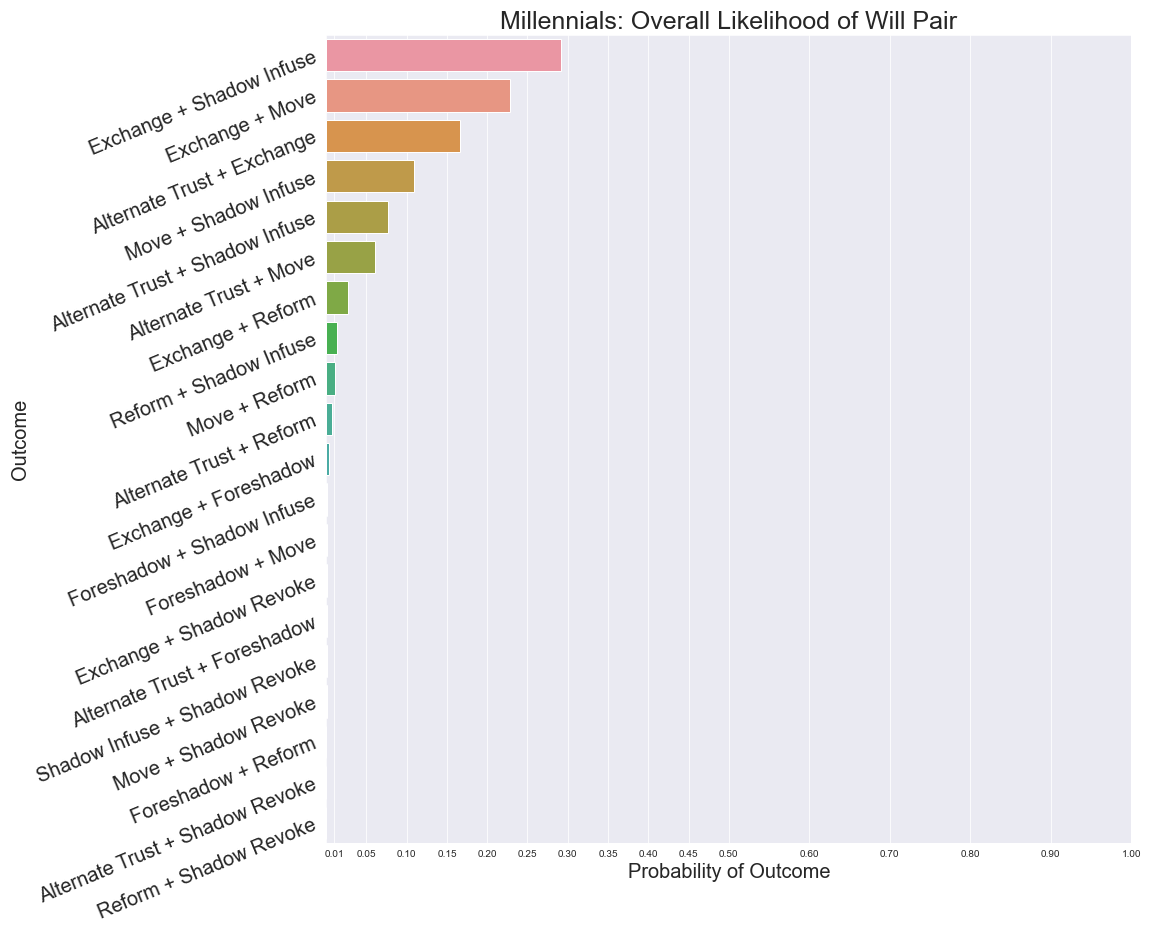 Millennials: Overall Likelihood of Will Pair
Exchange + Shadow Infuse
Exchange + Move
Alternate Trust + Exchange
Move + Shadow Infuse
Alternate Trust + Shadow Infuse
Alternate Trust + Move
Exchange + Reform
Reform + Shadow Infuse
Move + Reform
Alternate Trust + Reform
Exchange + Foreshadow
Foreshadow + Shadow Infuse
Foreshadow + Move
Exchange + Shadow Revoke
Alternate Trust + Foreshadow
Shadow Infuse + Shadow Revoke
Move + Shadow Revoke
Foreshadow + Reform
Alternate Trust + Shadow Revoke
Reform + Shadow Revoke
Outcome
0.01 0.05 0.10 0.15 0.20 0.25 0.30 0.35 0.40 0.45 0.50 0.60 0.70 0.80 0.90 1.00
Probability of Outcome